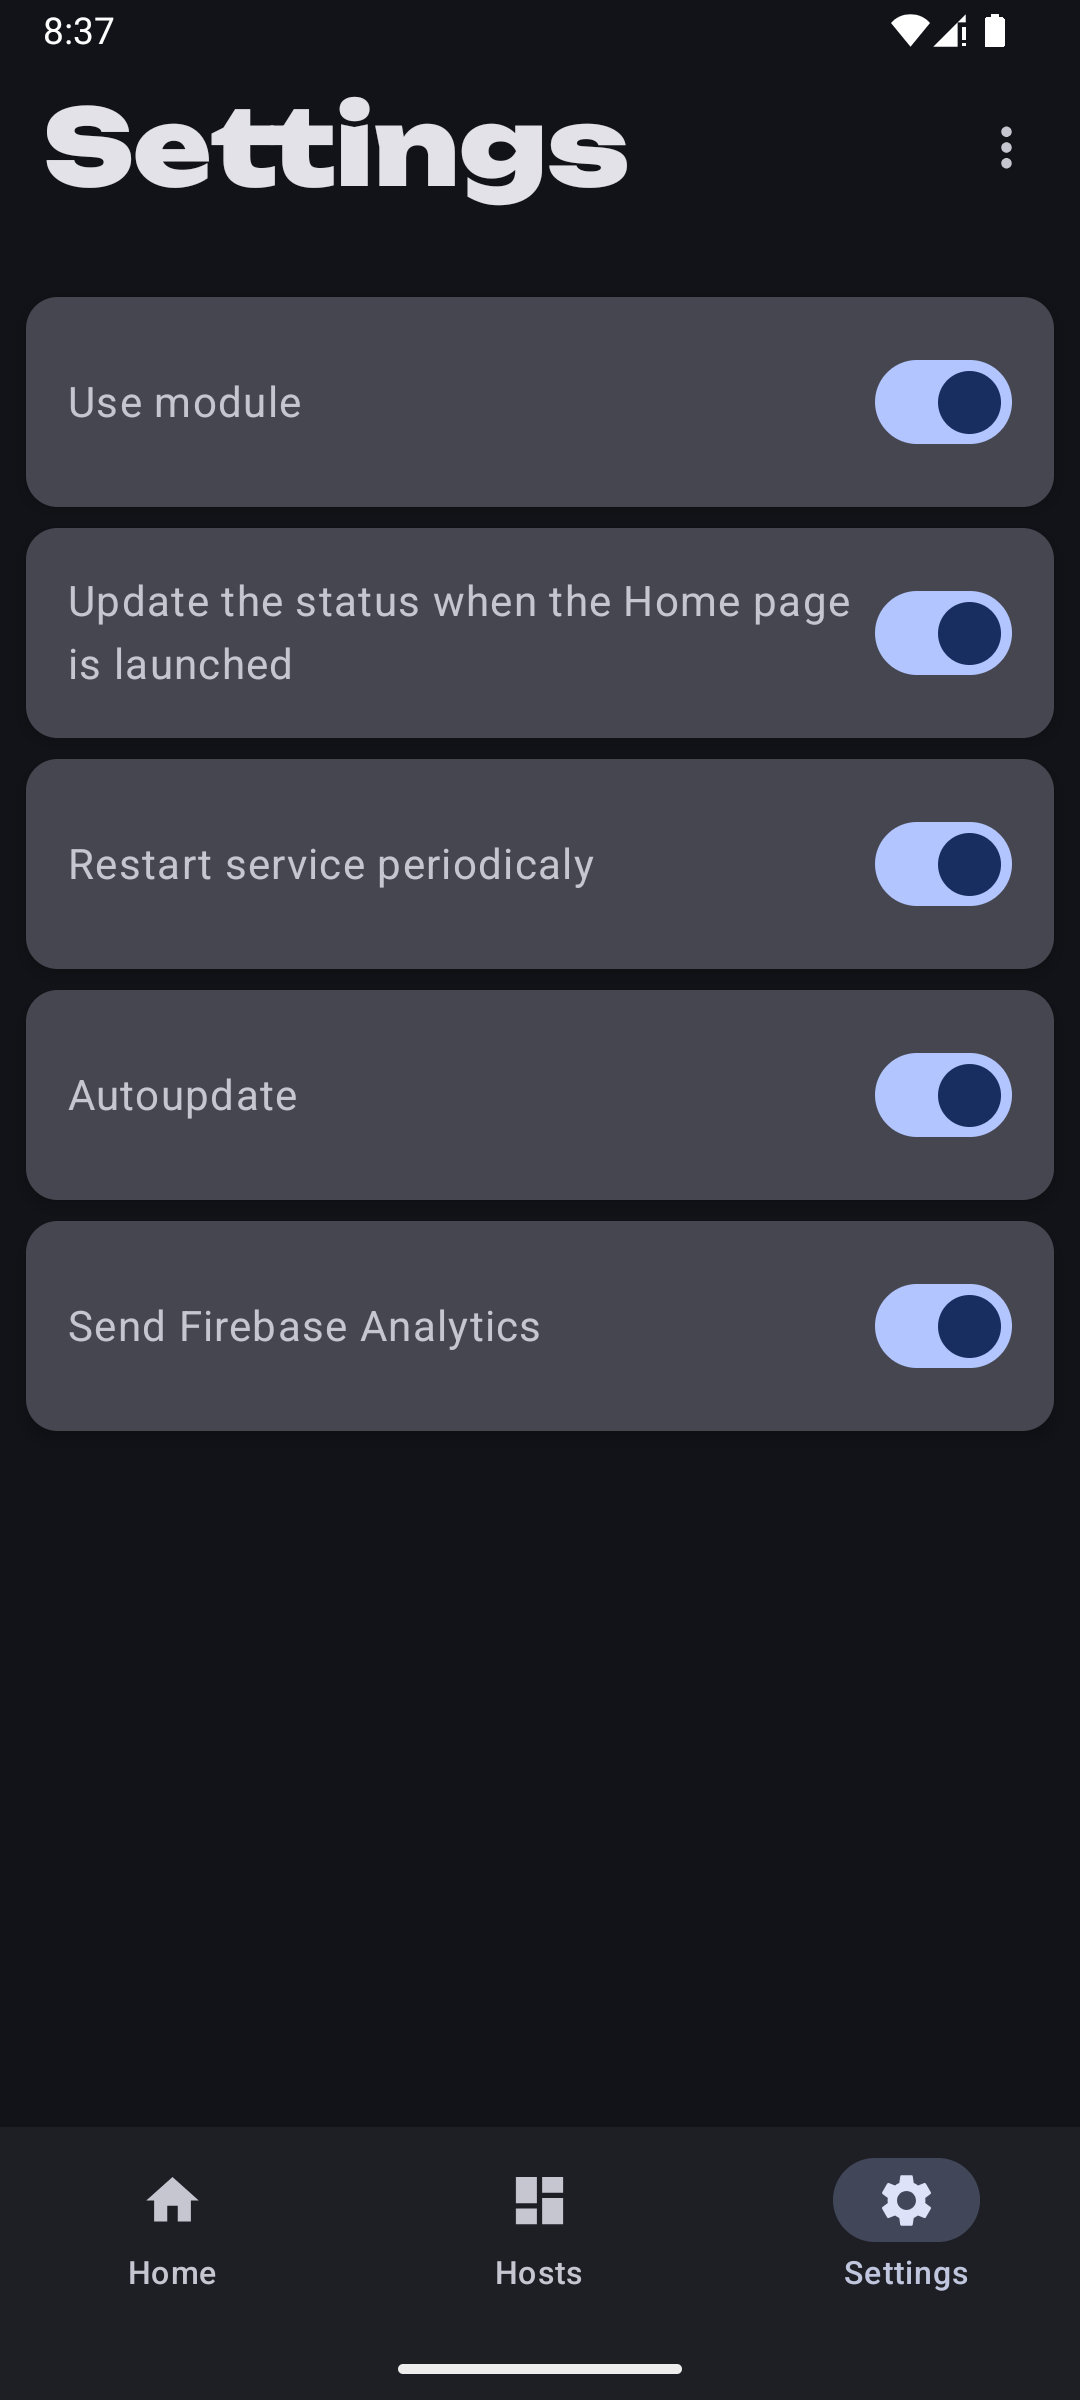 8:37
Settings
Use module
Update the status when the Home page
is launched
Restart service periodicaly
Autoupdate
Send Firebase Analytics
Home
Hosts
Settings